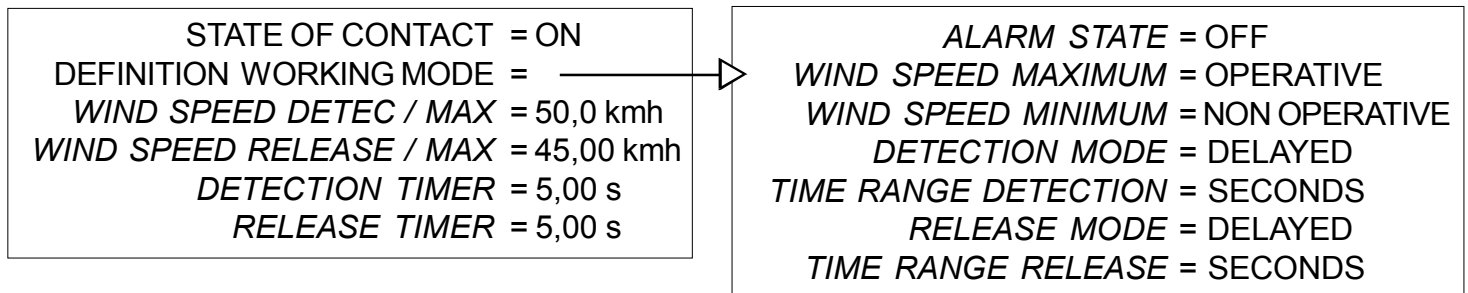 STATE OF CONTACT = ON
DEFINITION WORKING MODE =
WIND SPEED DETEC / MAX = 50,0 kmh
WIND SPEED RELEASE / MAX = 45,00 kmh
DETECTION TIMER = 5,00 s
RELEASE TIMER = 5,00 s
ALARM STATE = OFF
WIND SPEED MAXIMUM = OPERATIVE
WIND SPEED MINIMUM = NON OPERATIVE
DETECTION MODE = DELAYED
TIME RANGE DETECTION = SECONDS
RELEASE MODE = DELAYED
TIME RANGE RELEASE = SECONDS